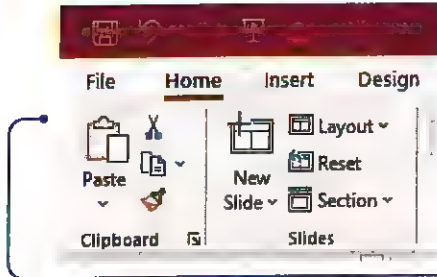 File Home Insert Design
Layout
Paste
New
Reset
Slide
Section
Clipboard Slides